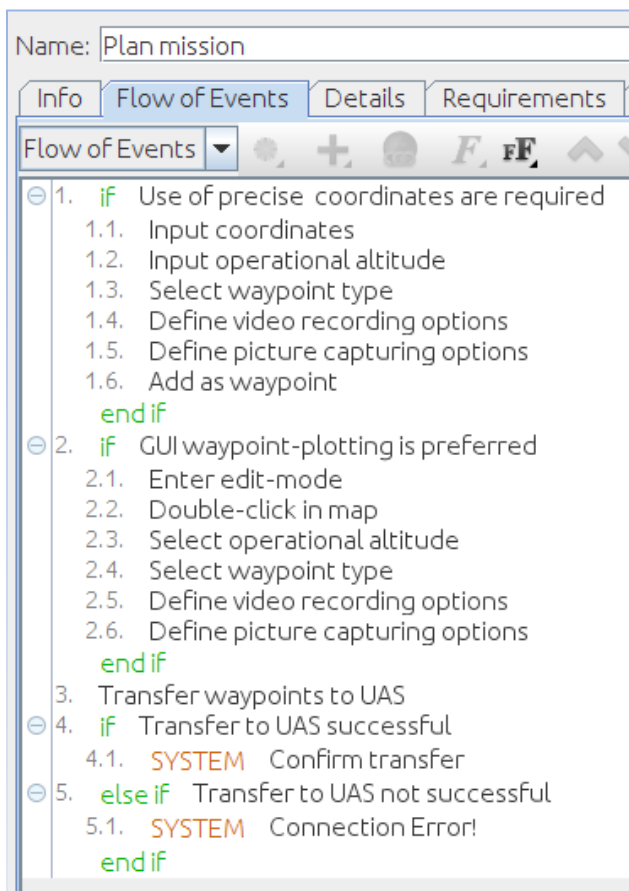 Name: Plan mission
Info Flow of Events Details Requirements
Flow of Events F FF
1. if Use of precise coordinates are required
1.1. Input coordinates
1.2. Input operational altitude
1.3. Select waypoint type
1.4. Define video recording options
1.5. Define picture capturing options
1.6. Add as waypoint
end if
2. if GUI waypoint-plotting is preferred
2.1. Enter edit-mode
2.2. Double-click in map
2.3. Select operational altitude
2.4. Select waypoint type
2.5. Define video recording options
2.6. Define picture capturing options
end if
3. Transfer waypoints to UAS
4. if Transfer to UAS successful
4.1. SYSTEM Confirm transfer
5. else if Transfer to UAS not successful
5.1. SYSTEM Connection Error!
end if